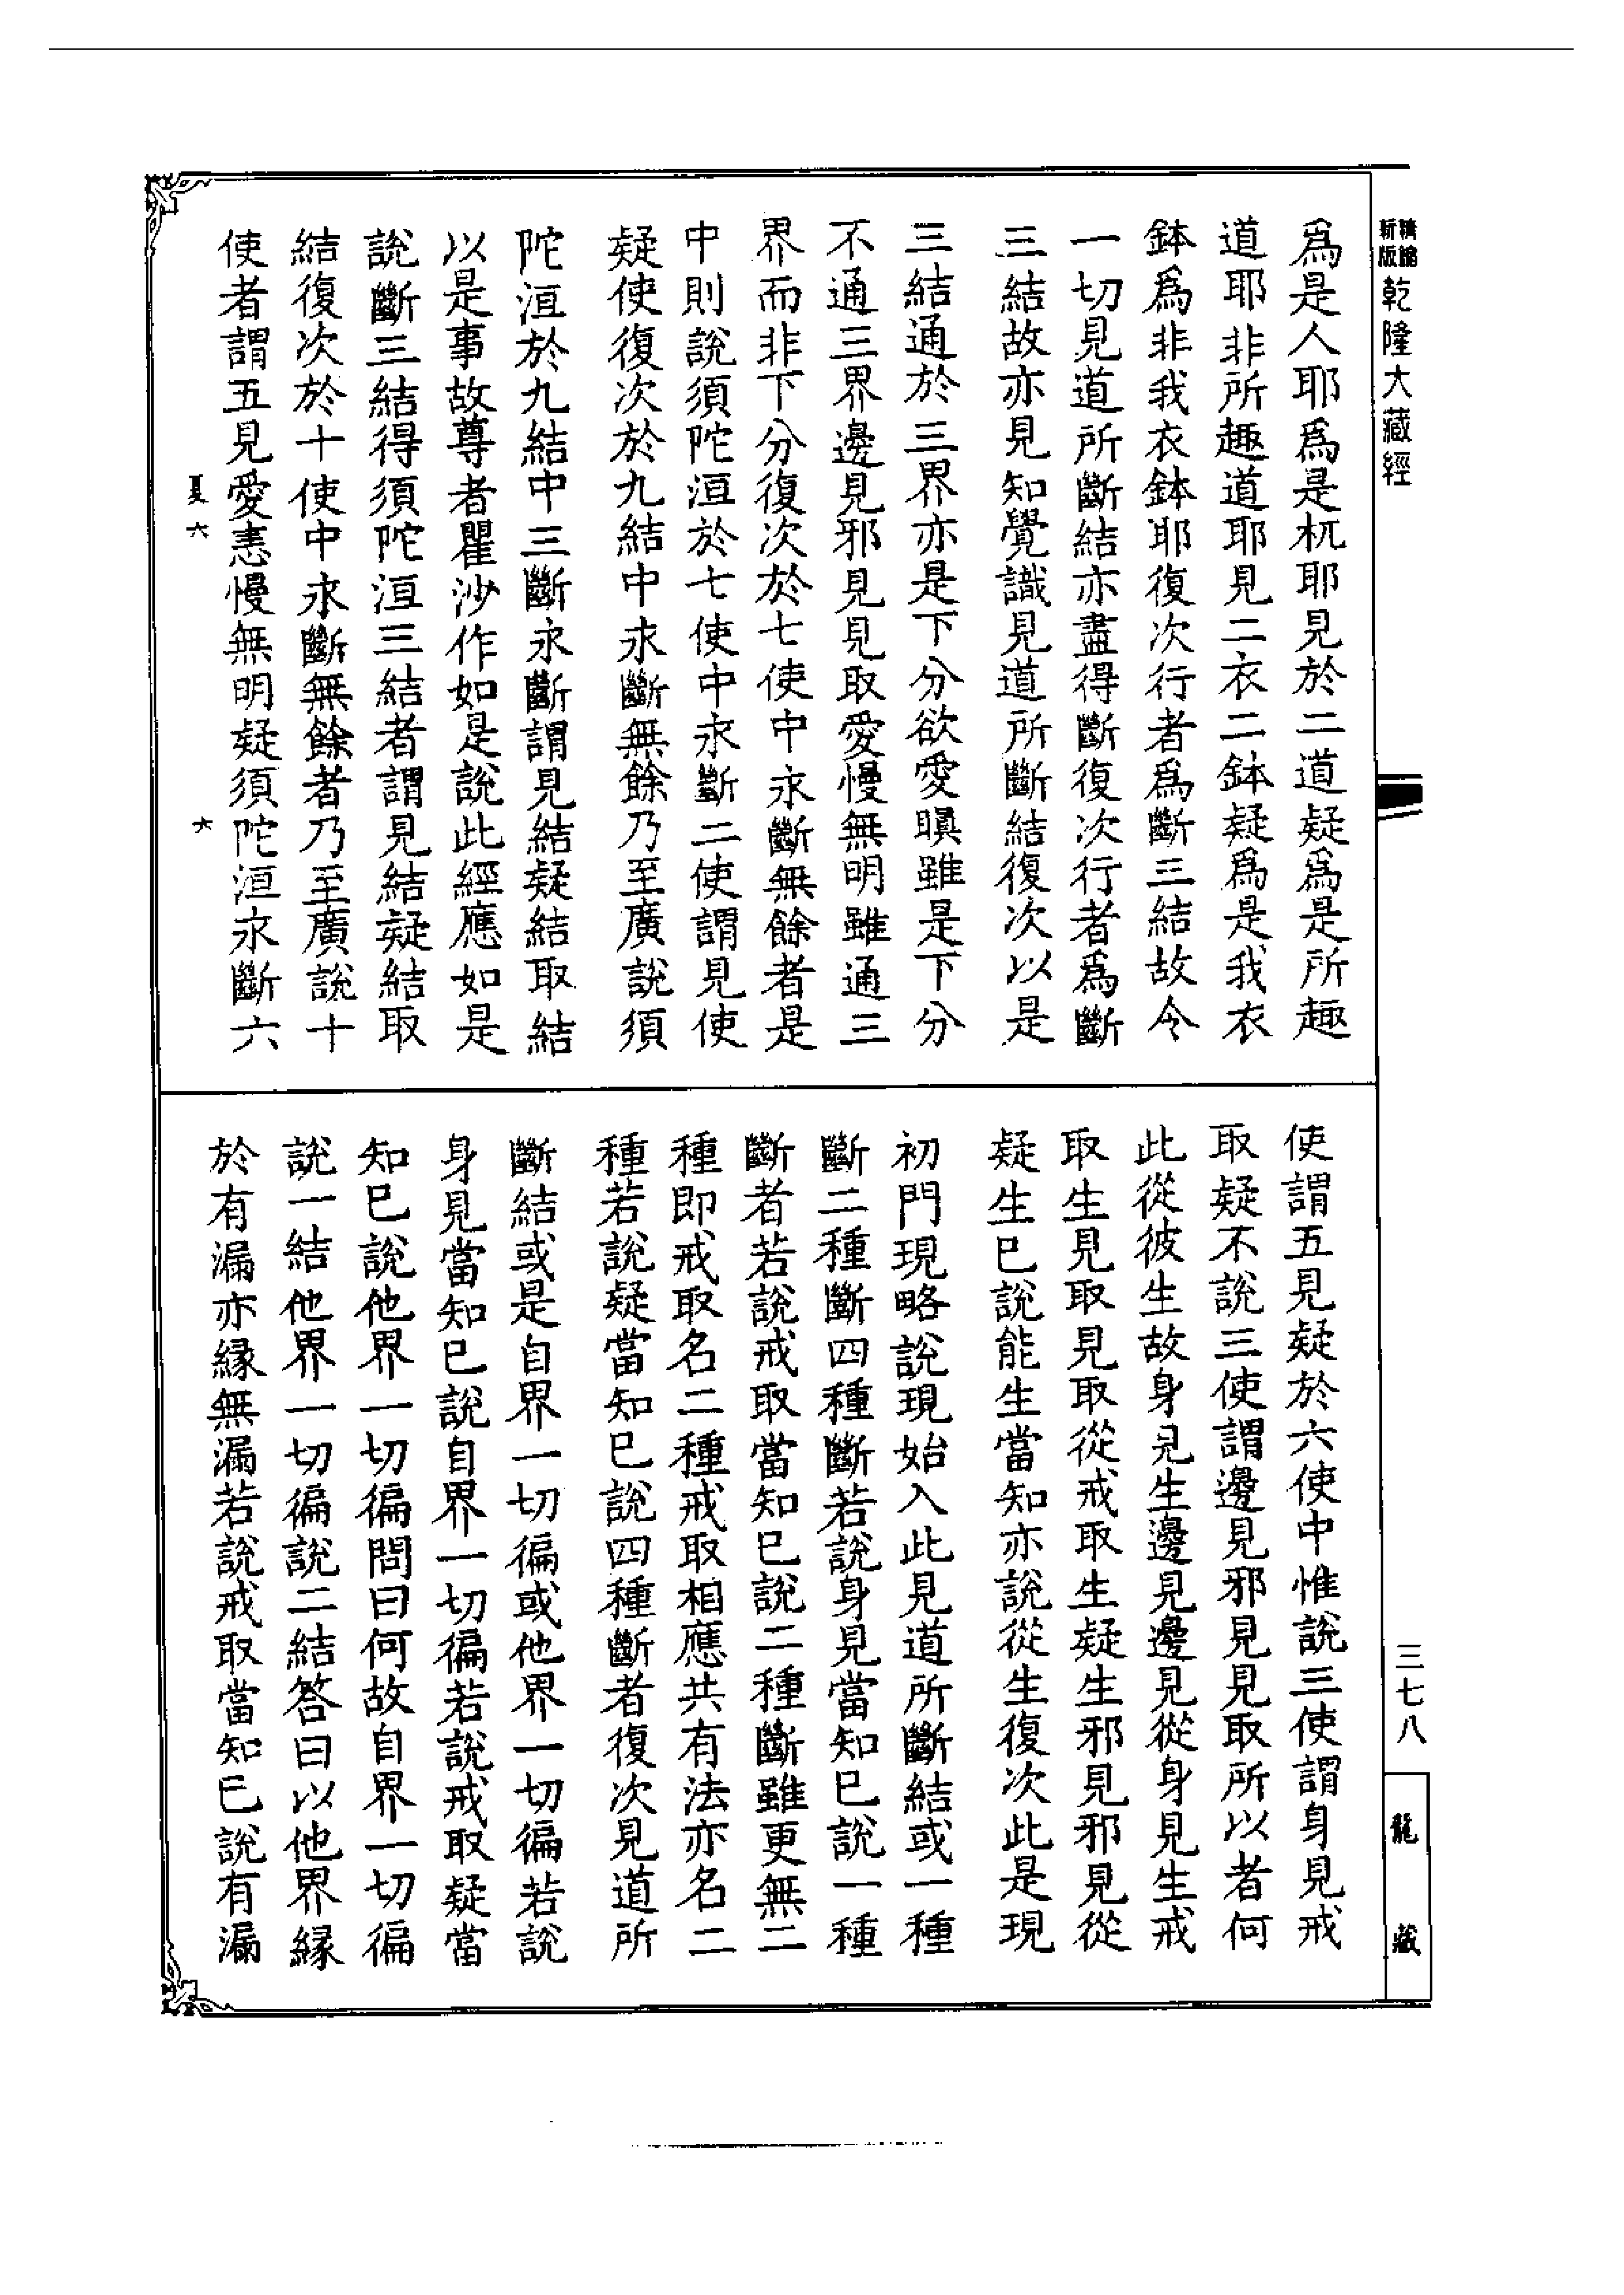 精鐫新版乾隆大藏經
三七八
龍藏
爲是人耶爲是杌耶見於二道疑爲是所趣
道耶非所趣道耶見二衣二鉢疑爲是我衣
鉢爲非我衣鉢耶復次行者爲斷三結故今
一切見道所斷結亦盡得斷復次行者爲斷
三結故亦見知覺識見道所斷結復次以是
三結通於三界亦是下分欲愛瞋雖是下分
不通三界邊見邪見見取愛慢無明雖通三
界而非下分復次於七使中永斷無餘者是
中則說須陀洹於七使中永斷二使謂見使
疑使復次於九結中永斷無餘乃至廣說須
陀洹於九結中三斷永斷謂見結疑結取結
以是事故尊者瞿沙作如是說此經應如是
說斷三結得須陀洹三結者謂見結疑結取
結復次於十使中永斷無餘者乃至廣說十
使者謂五見愛恚慢無明疑須陀洹永斷六
夏六
六
使謂五見疑於六使中惟說三使謂身見戒
取疑不說三使謂邊見邪見見取所以者何
此從彼生故身見生邊見邊見從身見生戒
取生見取見取從戒取生疑生邪見邪見從
疑生已說能生當知亦說從生復次此是現
初門現略說現始入此見道所斷結或一種
斷二種斷四種斷若說身見當知已說一種
斷者若說戒取當知已說二種斷雖更無二
種即戒取名二種戒取相應共有法亦名二
種若說疑當知已說四種斷者復次見道所
斷結或是自界一切徧或他界一切徧若說
身見當知已說自界一切徧若說戒取疑當
知已說他界一切徧問曰何故自界一切徧
說一結他界一切徧說二結答曰以他界緣
於有漏亦緣無漏若說戒取當知已說有漏